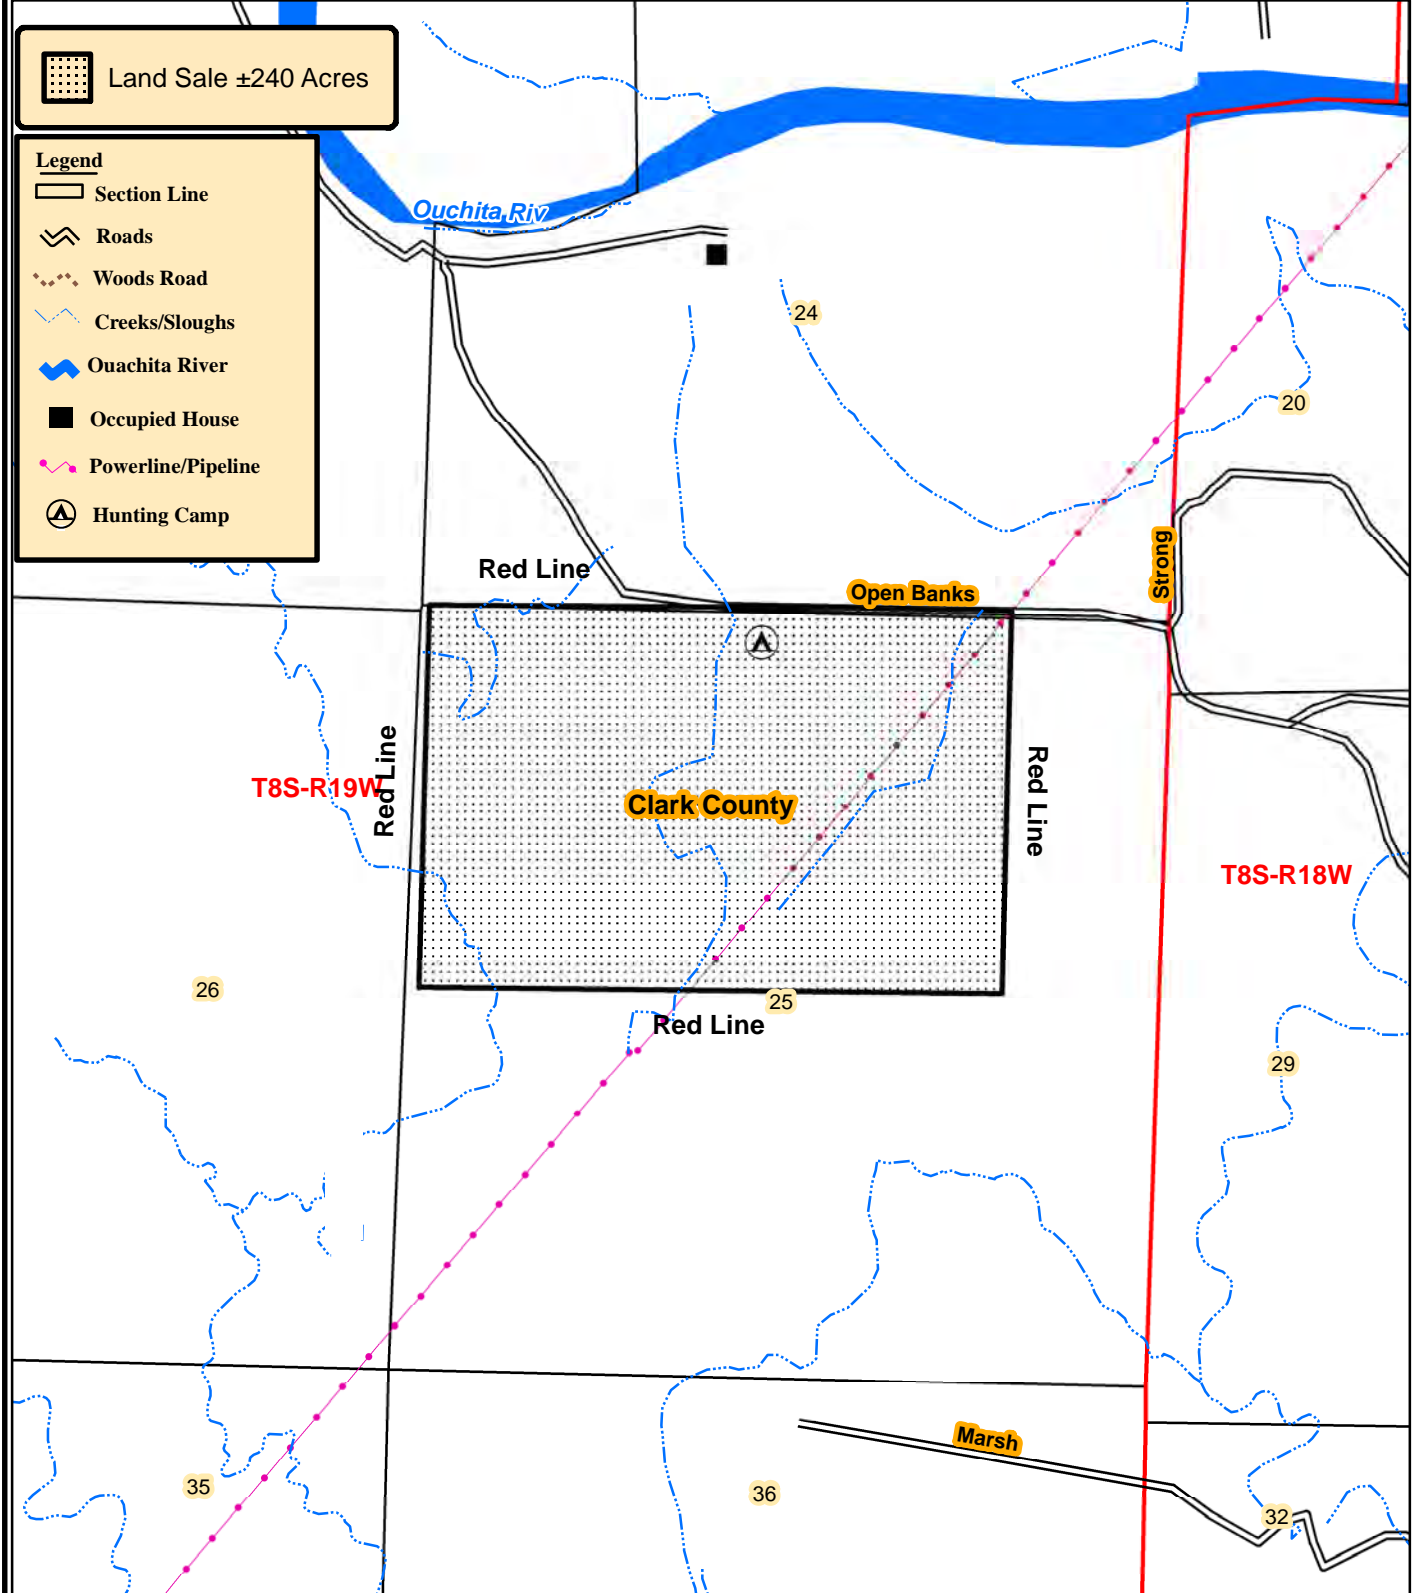 Land Sale ±240 Acres
Legend
Section Line
Roads
Woods Road
Creeks/Sloughs
Ouachita River
Occupied House
Powerline/Pipeline
Hunting Camp
Ouchita Riv
24
20
Strong
Red Line
Open Banks
Red Line
T8S-R19W
Clark County
Red Line
T8S-R18W
26
25
Red Line
29
Marsh
35
36
32